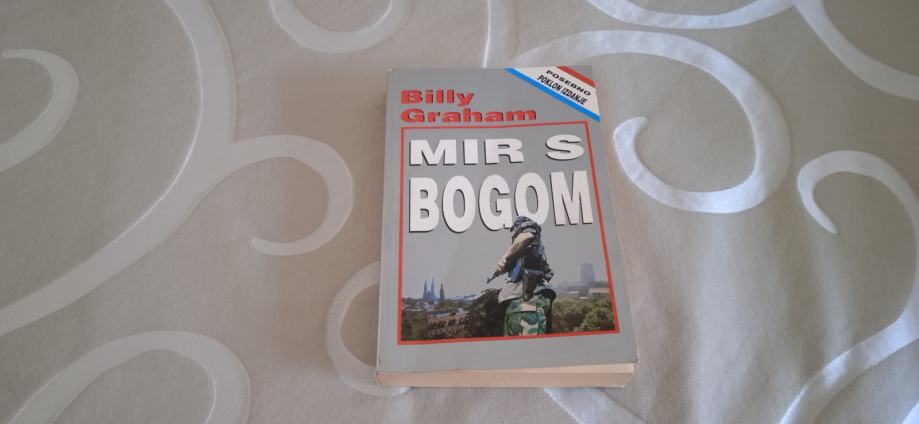 POSEBNO
POKLON IZDANJE
Billy
Graham
MIR S
BOGOM